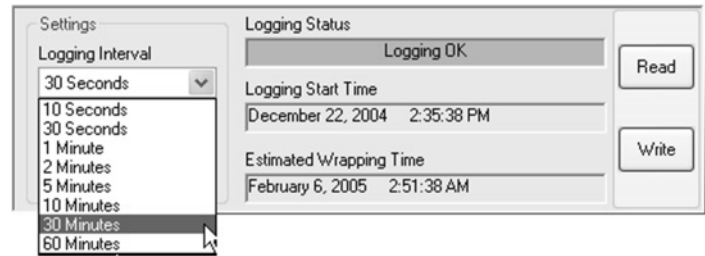 Settings
Logging Interval
30 Seconds
10 Seconds
30 Seconds
1 Minute
2 Minutes
5 Minutes
10 Minutes
30 Minutes
60 Minutes
Logging Status
Logging OK
Logging Start Time
December 22, 2004 2:35:38 PM
Estimated Wrapping Time
February 6, 2005 2:51:38 AM
Read
Write